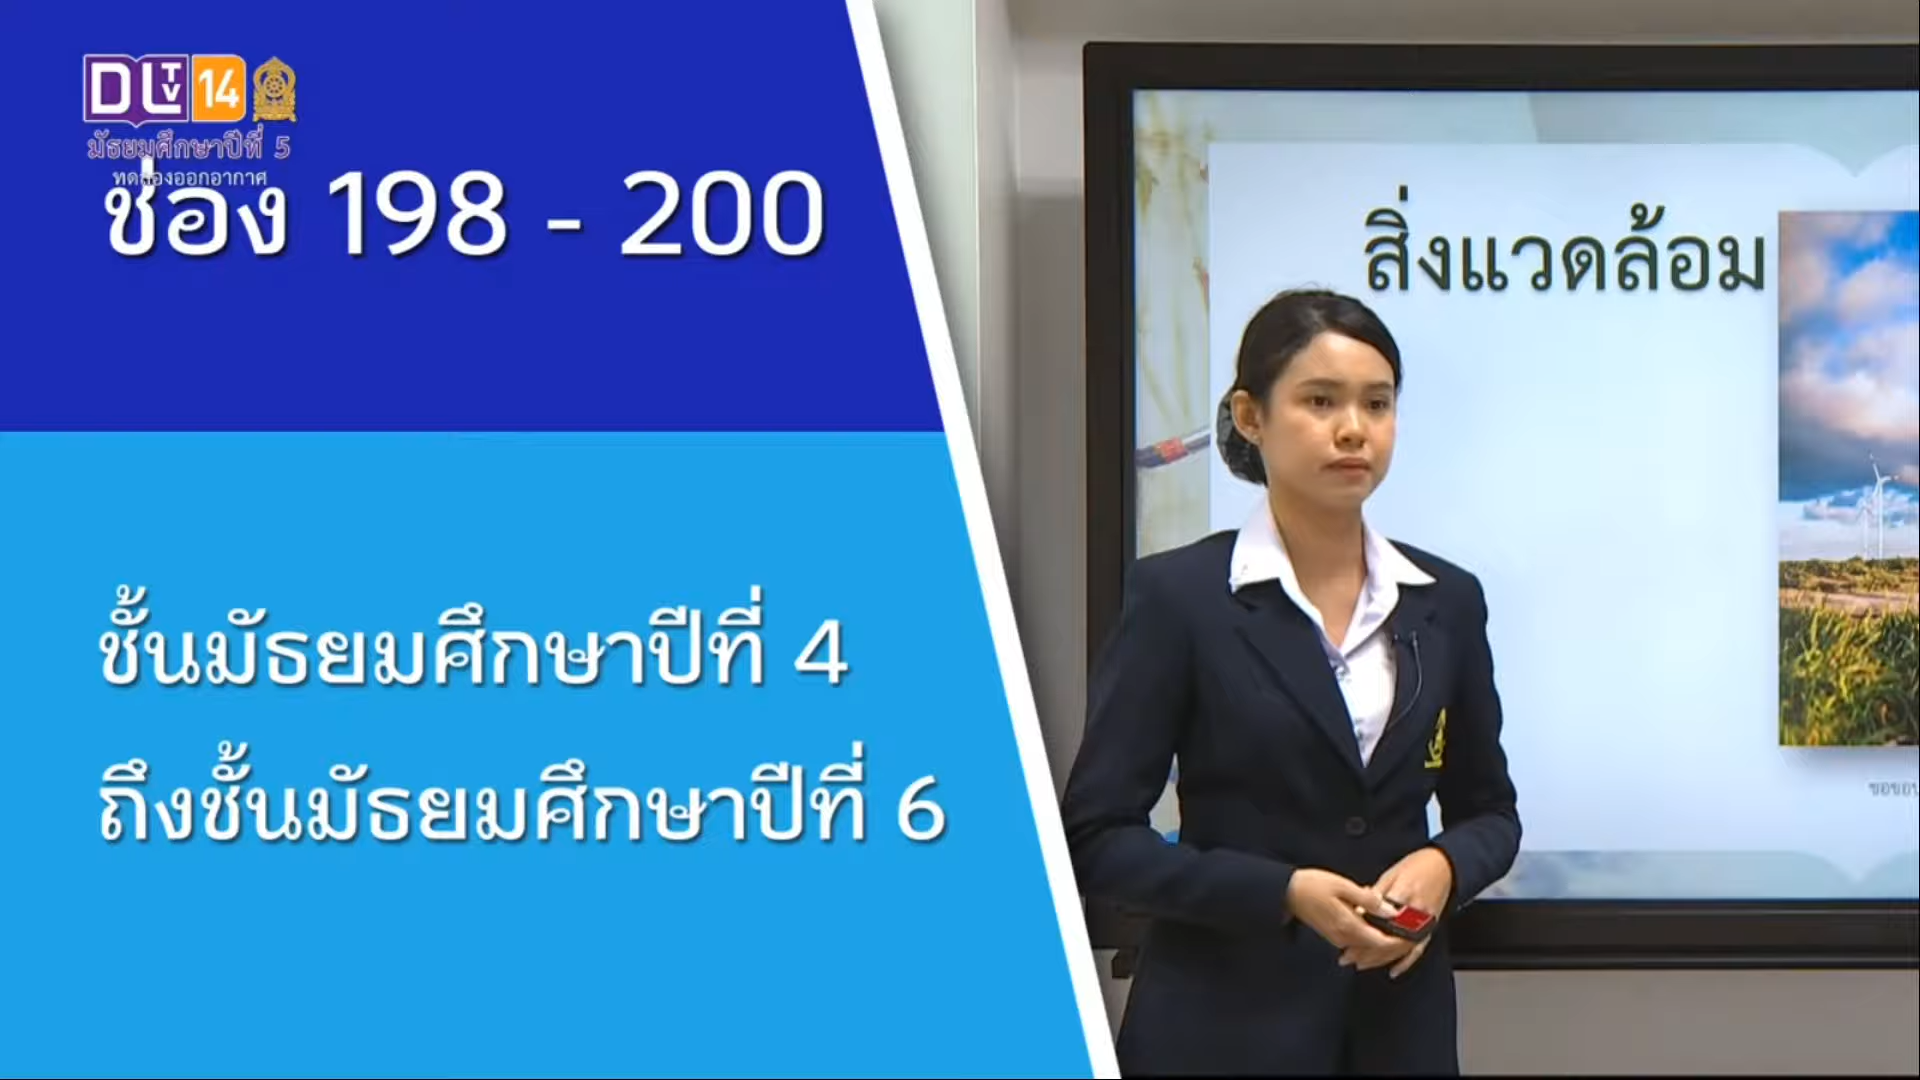 DLTV 14
มัธยมศึกษาปีที่ 5
ทดลองออกอากาศ
ช่อง 198 - 200
ชั้นมัธยมศึกษาปีที่ 4
ถึงชั้นมัธยมศึกษาปีที่ 6
สิ่งแวดล้อม